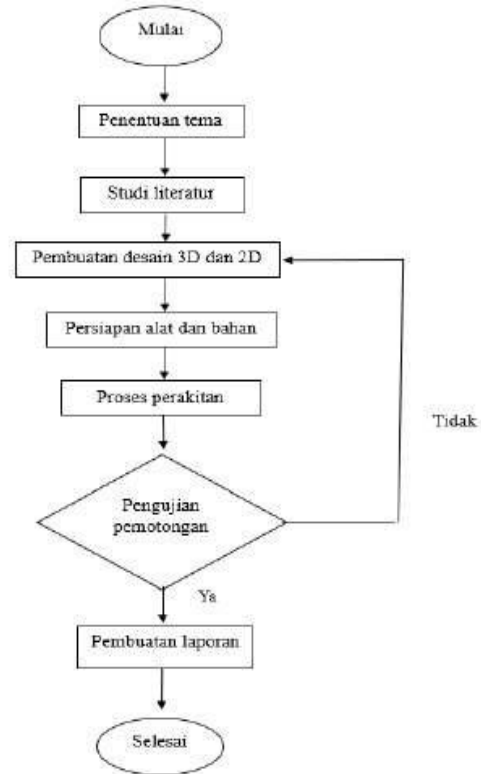 Mulai
Penentuan tema
Studi literatur
Pembuatan desain 3D dan 2D
Persiapan alat dan bahan
Proses perakitan
Tidak
Pengujian
pemotongan
Ya
Pembuatan laporan
Selesai